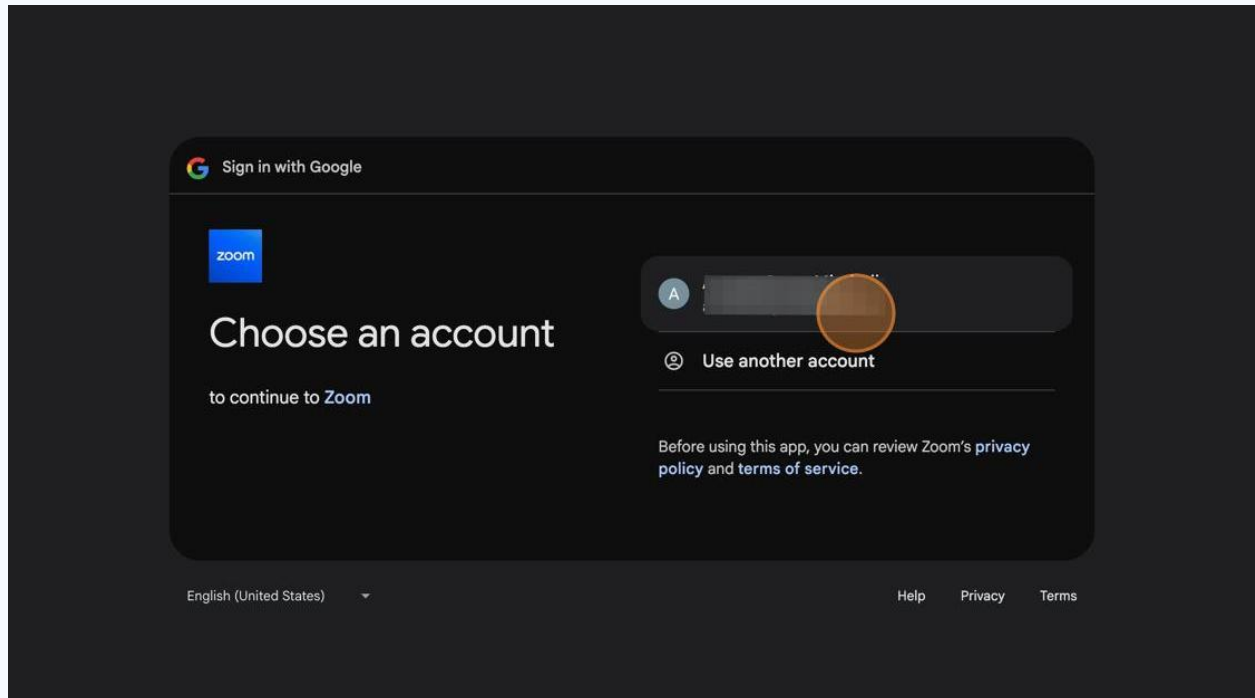 Sign in with Google
zoom
Choose an account
to continue to Zoom
A
Use another account
Before using this app, you can review Zoom's privacy
policy and terms of service.
English (United States)
Help Privacy Terms